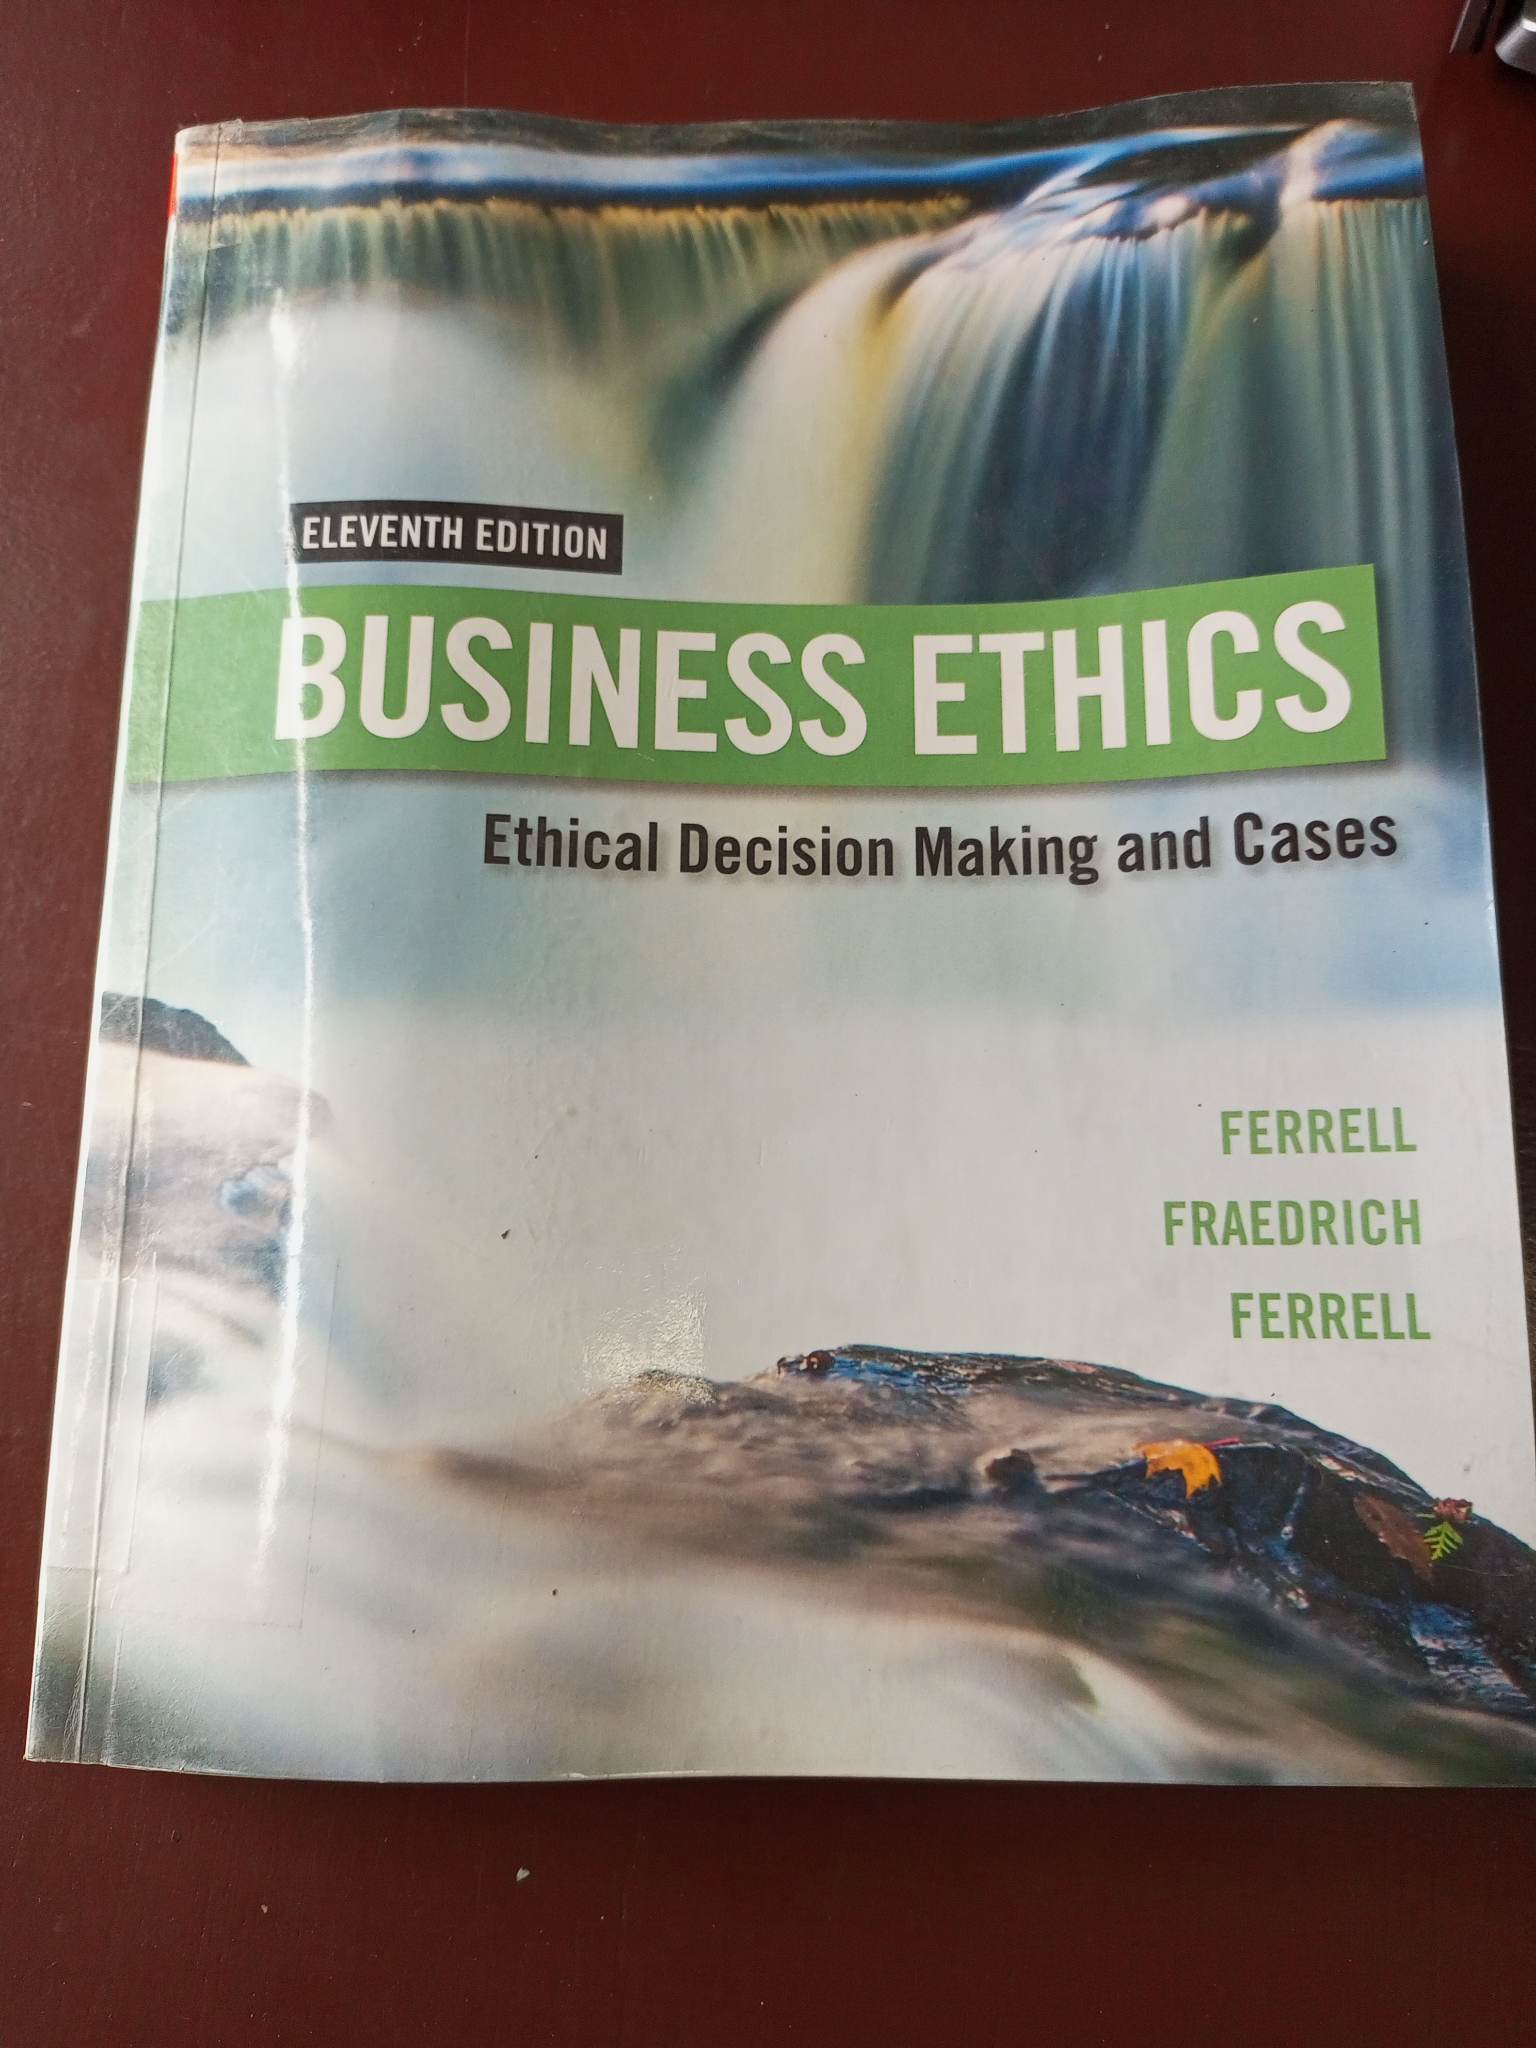 ELEVENTH EDITION
BUSINESS ETHICS
Ethical Decision Making and Cases
FERRELL
FRAEDRICH
FERRELL